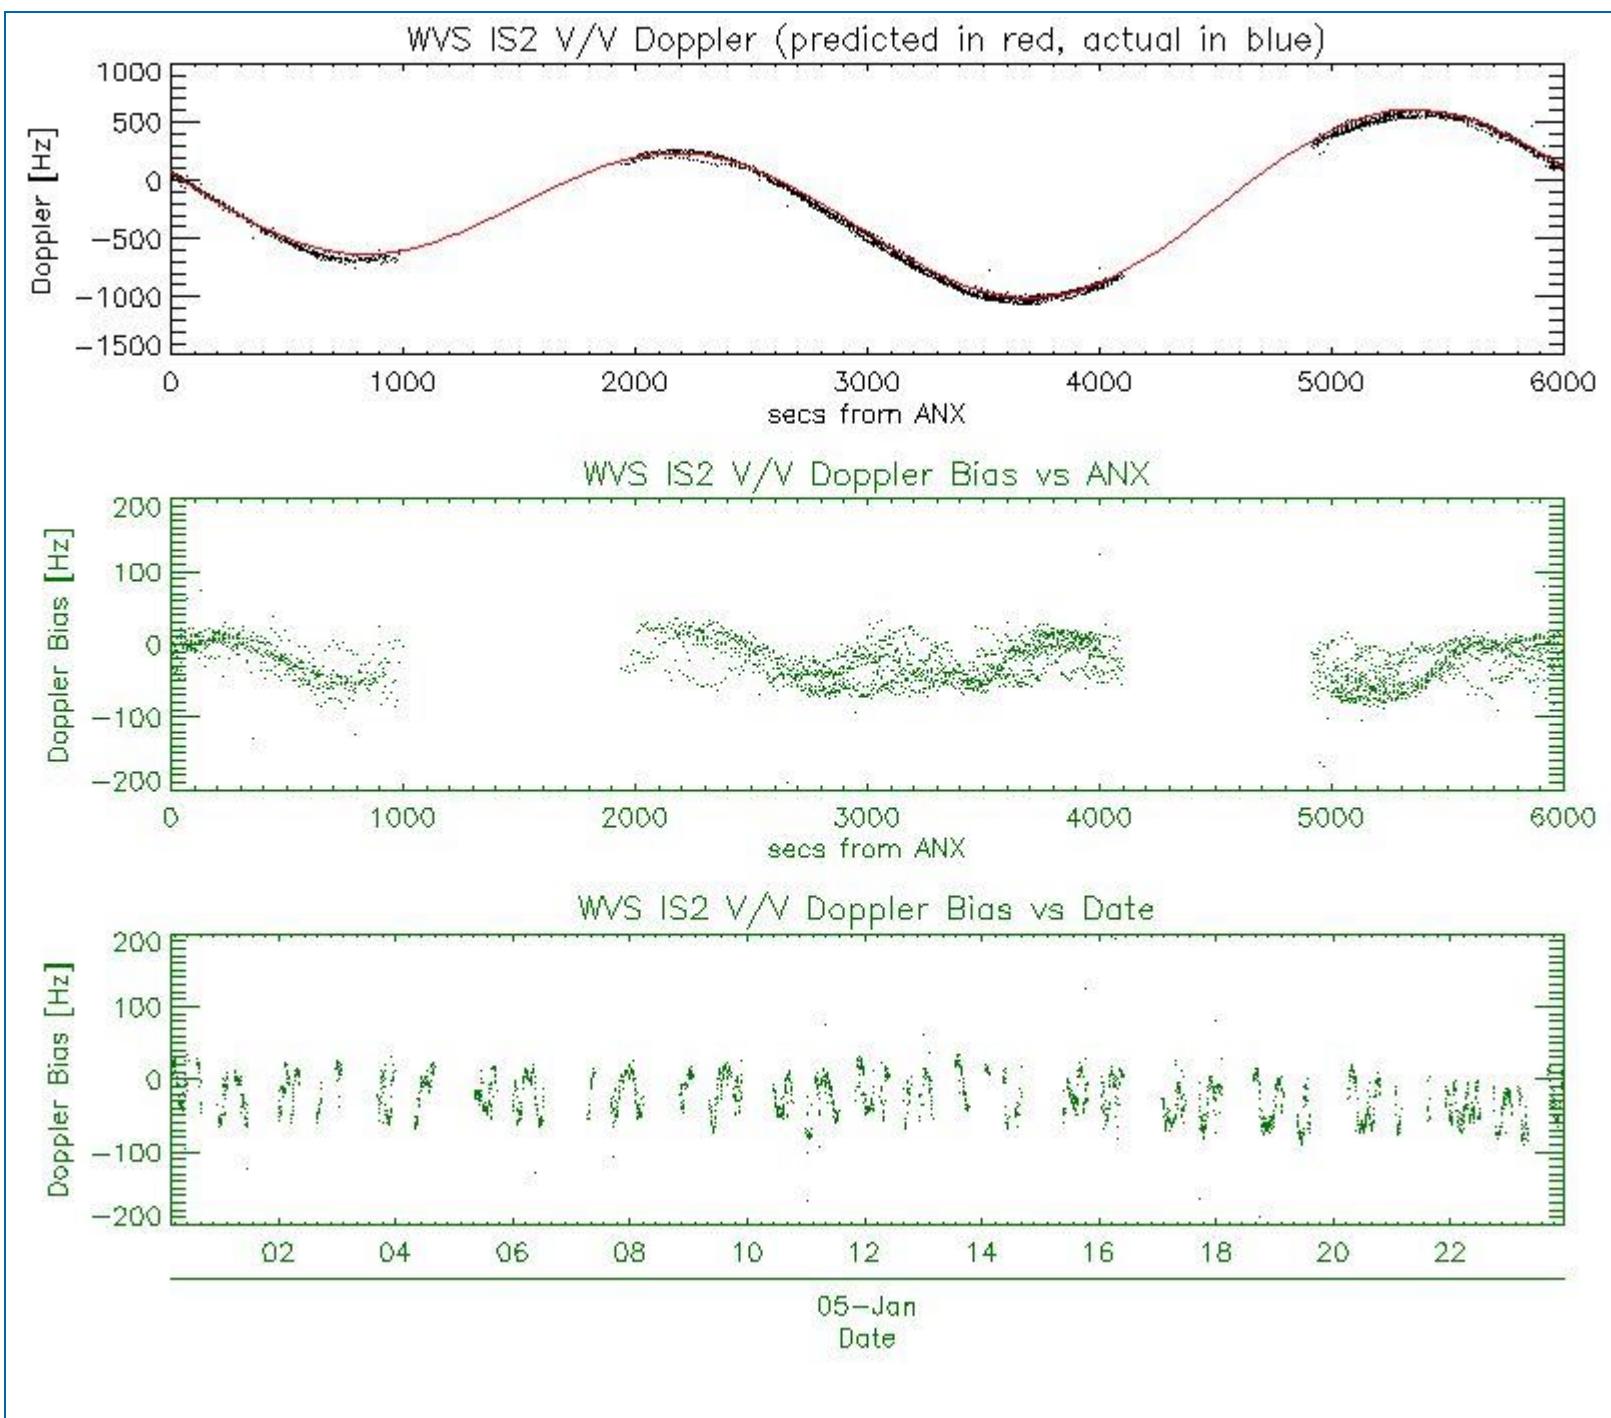 WVS IS2 V/V Doppler (predicted in red, actual in blue)
Doppler [Hz]
1000
500
0
-500
-1000
-1500
0 1000 2000 3000 4000 5000 6000
secs from ANX
WVS IS2 V/V Doppler Bias vs ANX
Doppler Bias [Hz]
200
100
0
-100
-200
0 1000 2000 3000 4000 5000 6000
secs from ANX
WVS IS2 V/V Doppler Bias vs Date
Doppler Bias [Hz]
200
100
0
-100
-200
02 04 06 08 10 12 14 16 18 20 22
05-Jan
Date